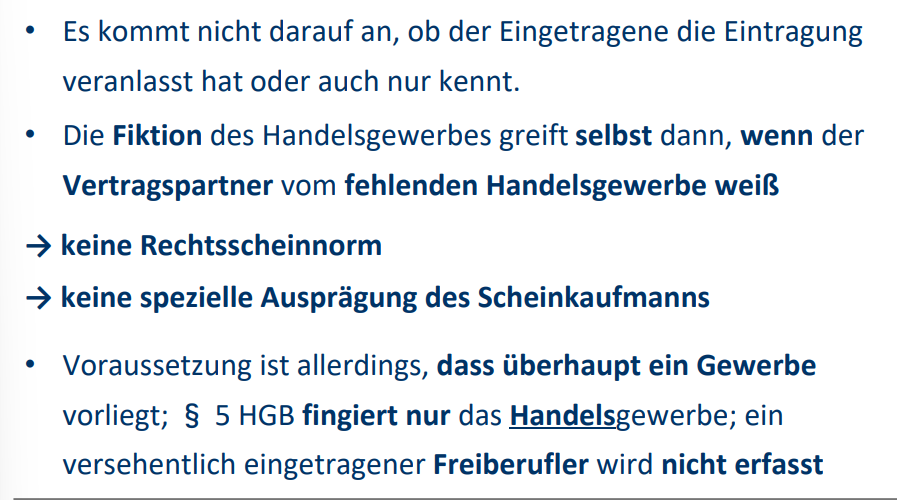 • Es kommt nicht darauf an, ob der Eingetragene die Eintragung
veranlasst hat oder auch nur kennt.
• Die Fiktion des Handelsgewerbes greift selbst dann, wenn der
Vertragspartner vom fehlenden Handelsgewerbe weiß
→ keine Rechtsscheinnorm
→ keine spezielle Ausprägung des Scheinkaufmanns
• Voraussetzung ist allerdings, dass überhaupt ein Gewerbe
vorliegt; § 5 HGB fingiert nur das Handelsgewerbe; ein
versehentlich eingetragener Freiberufler wird nicht erfasst